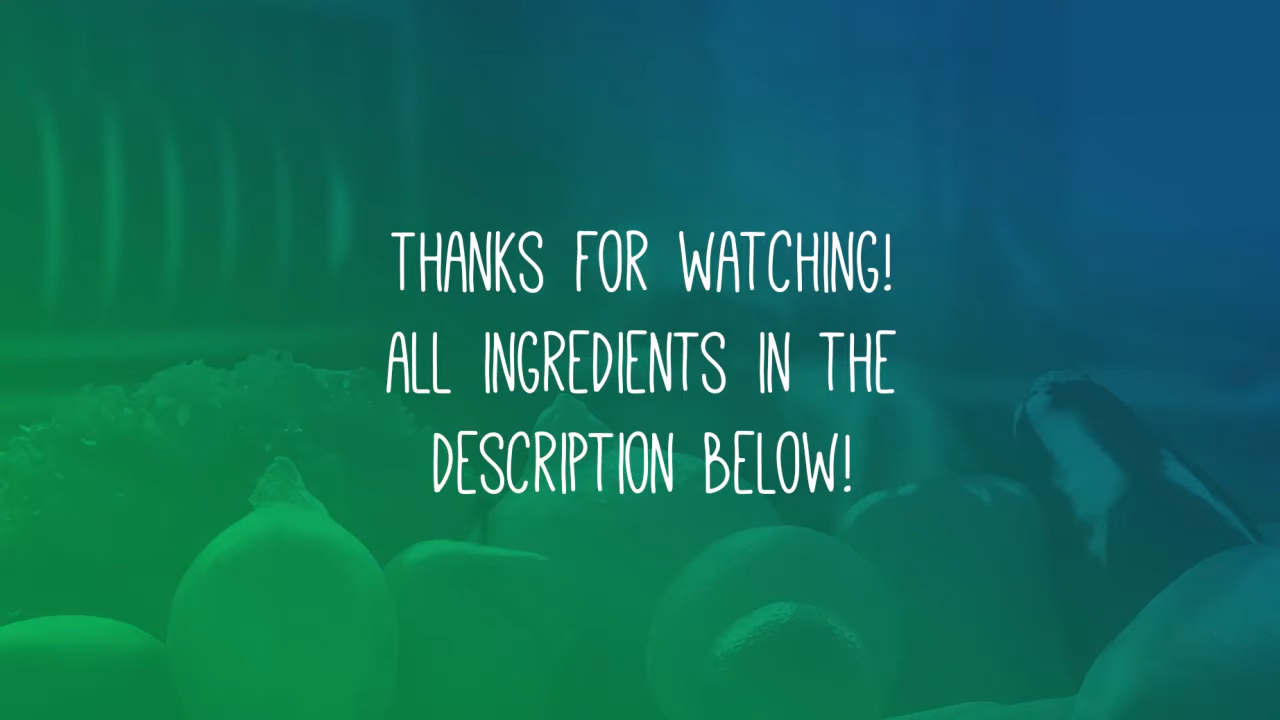 THANKS FOR WATCHING!
ALL INGREDIENTS IN THE
DESCRIPTION BELOW!